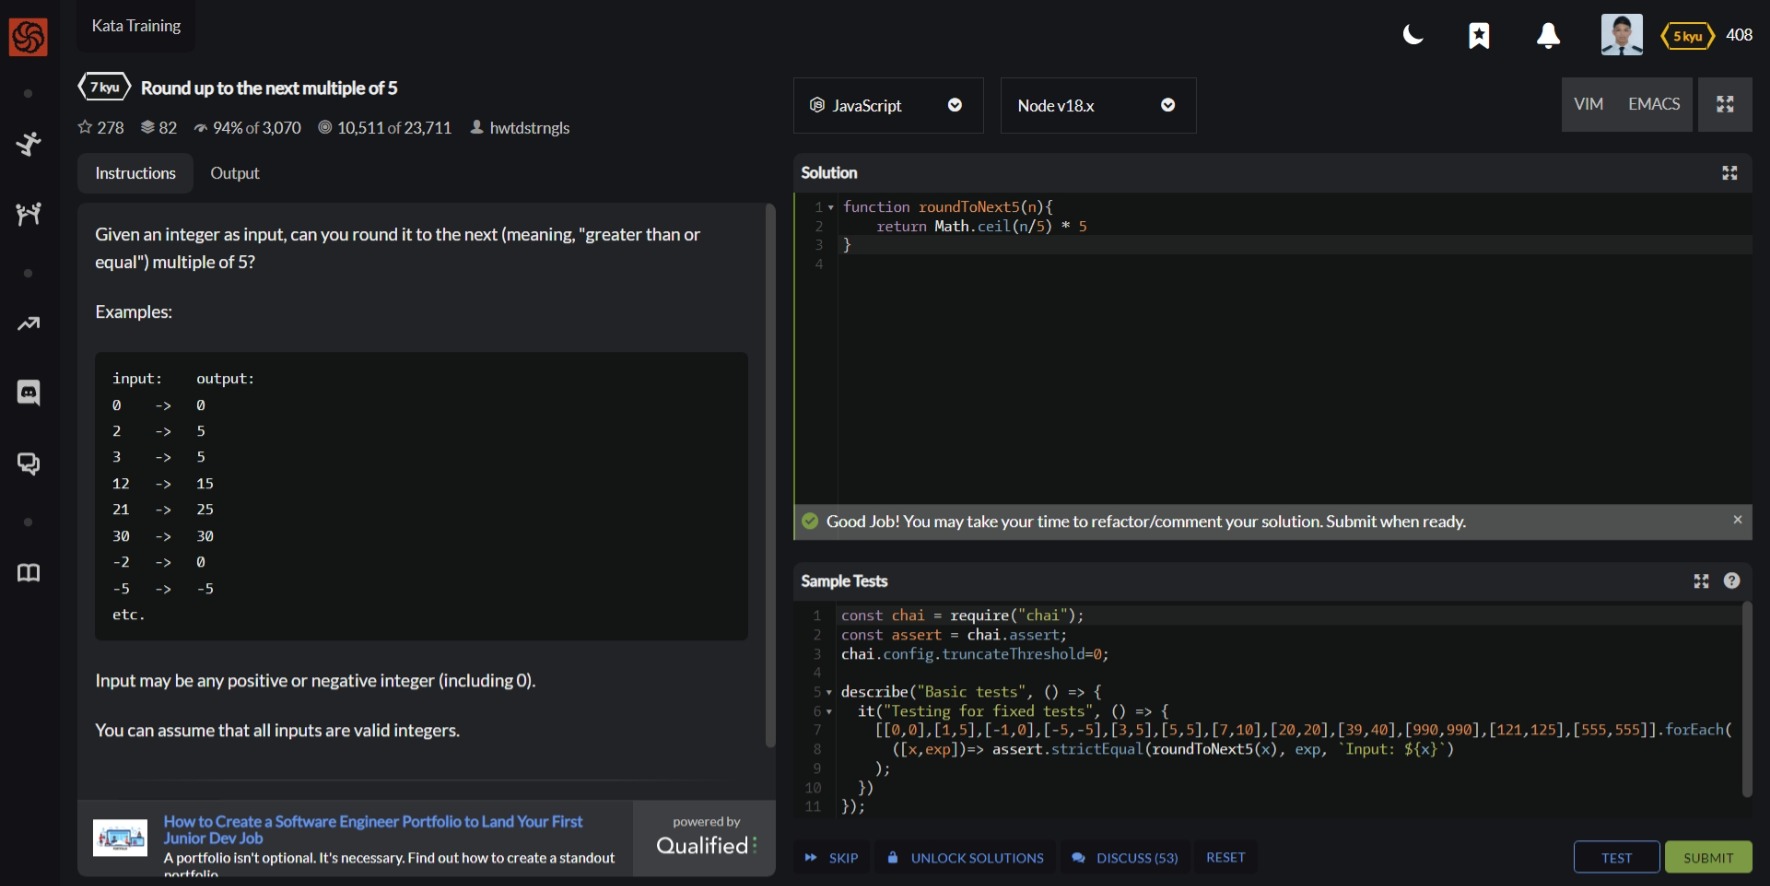 Kata Training
5 kyu
408
7 kyu
Round up to the next multiple of 5
278 82 94% of 3,070 10,511 of 23,711 hwtdstrngls
Instructions Output
Given an integer as input, can you round it to the next (meaning, "greater than or
equal") multiple of 5?
Examples:
input: output:
0 -> 0
2 -> 5
3 -> 5
12 -> 15
21 -> 25
30 -> 30
-2 -> 0
-5 -> -5
etc.
Input may be any positive or negative integer (including 0).
You can assume that all inputs are valid integers.
How to Create a Software Engineer Portfolio to Land Your First
Junior Dev Job
A portfolio isn't optional. It's necessary. Find out how to create a standout
portfolio
powered by
Qualified
JavaScript
Node v18.x
VIM EMACS
Solution
1 function roundToNext5(n){
2 return Math.ceil(n/5) * 5
3 }
4
Good Job! You may take your time to refactor/comment your solution. Submit when ready.
Sample Tests
1 const chai = require("chai");
2 const assert = chai.assert;
3 chai.config.truncateThreshold=0;
4
5 describe("Basic tests", () => {
6 it("Testing for fixed tests", () => {
7 [[0,0],[1,5],[-1,0],[-5,-5],[3,5],[5,5],[7,10],[20,20],[39,40],[990,990],[121,125],[555,555]].forEach(
8 ([x,exp])=> assert.strictEqual(roundToNext5(x), exp, `Input: ${x}`)
9 );
10 })
11 });
SKIP UNLOCK SOLUTIONS DISCUSS (53) RESET
TEST SUBMIT